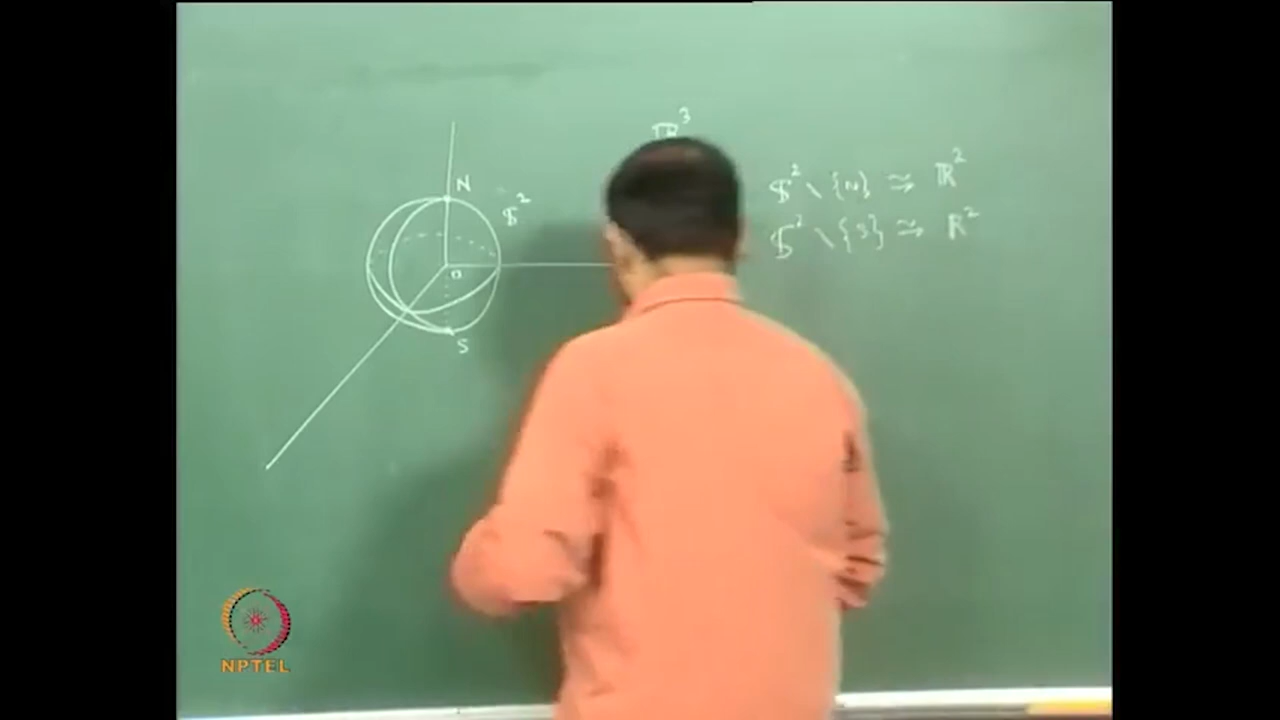 ℝ³
N
𝕊²
𝕊² \ {N} ≃ ℝ²
𝕊² \ {S} ≃ ℝ²
o
S
NPTEL